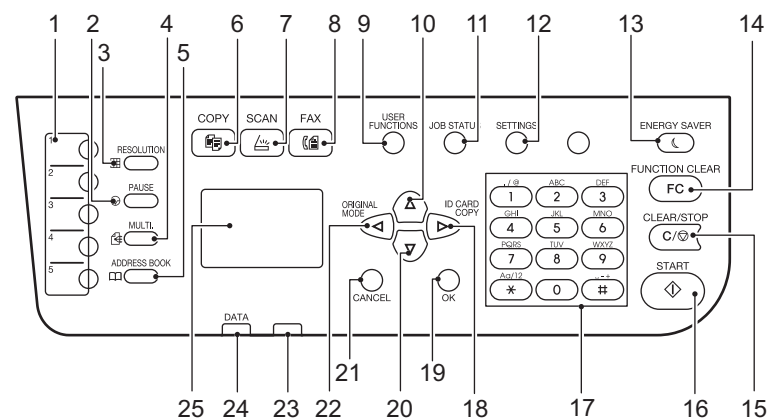 1 2 4 6 7 8 9 10 11 12 13 14
3 5
COPY SCAN FAX USER FUNCTIONS JOB STATUS SETTINGS ENERGY SAVER
1 RESOLUTION
2 PAUSE
3 MULTI.
4 ADDRESS BOOK
5
ORIGINAL MODE
ID CARD COPY
CANCEL
OK
DATA
. / @ ABC DEF
1 2 3
GHI JKL MNO
4 5 6
PQRS TUV WXYZ
7 8 9
Aa/12 ,-+
* 0 #
FUNCTION CLEAR
FC
CLEAR/STOP
C/
START
21 19
25 24 23 22 20 18 17 16 15